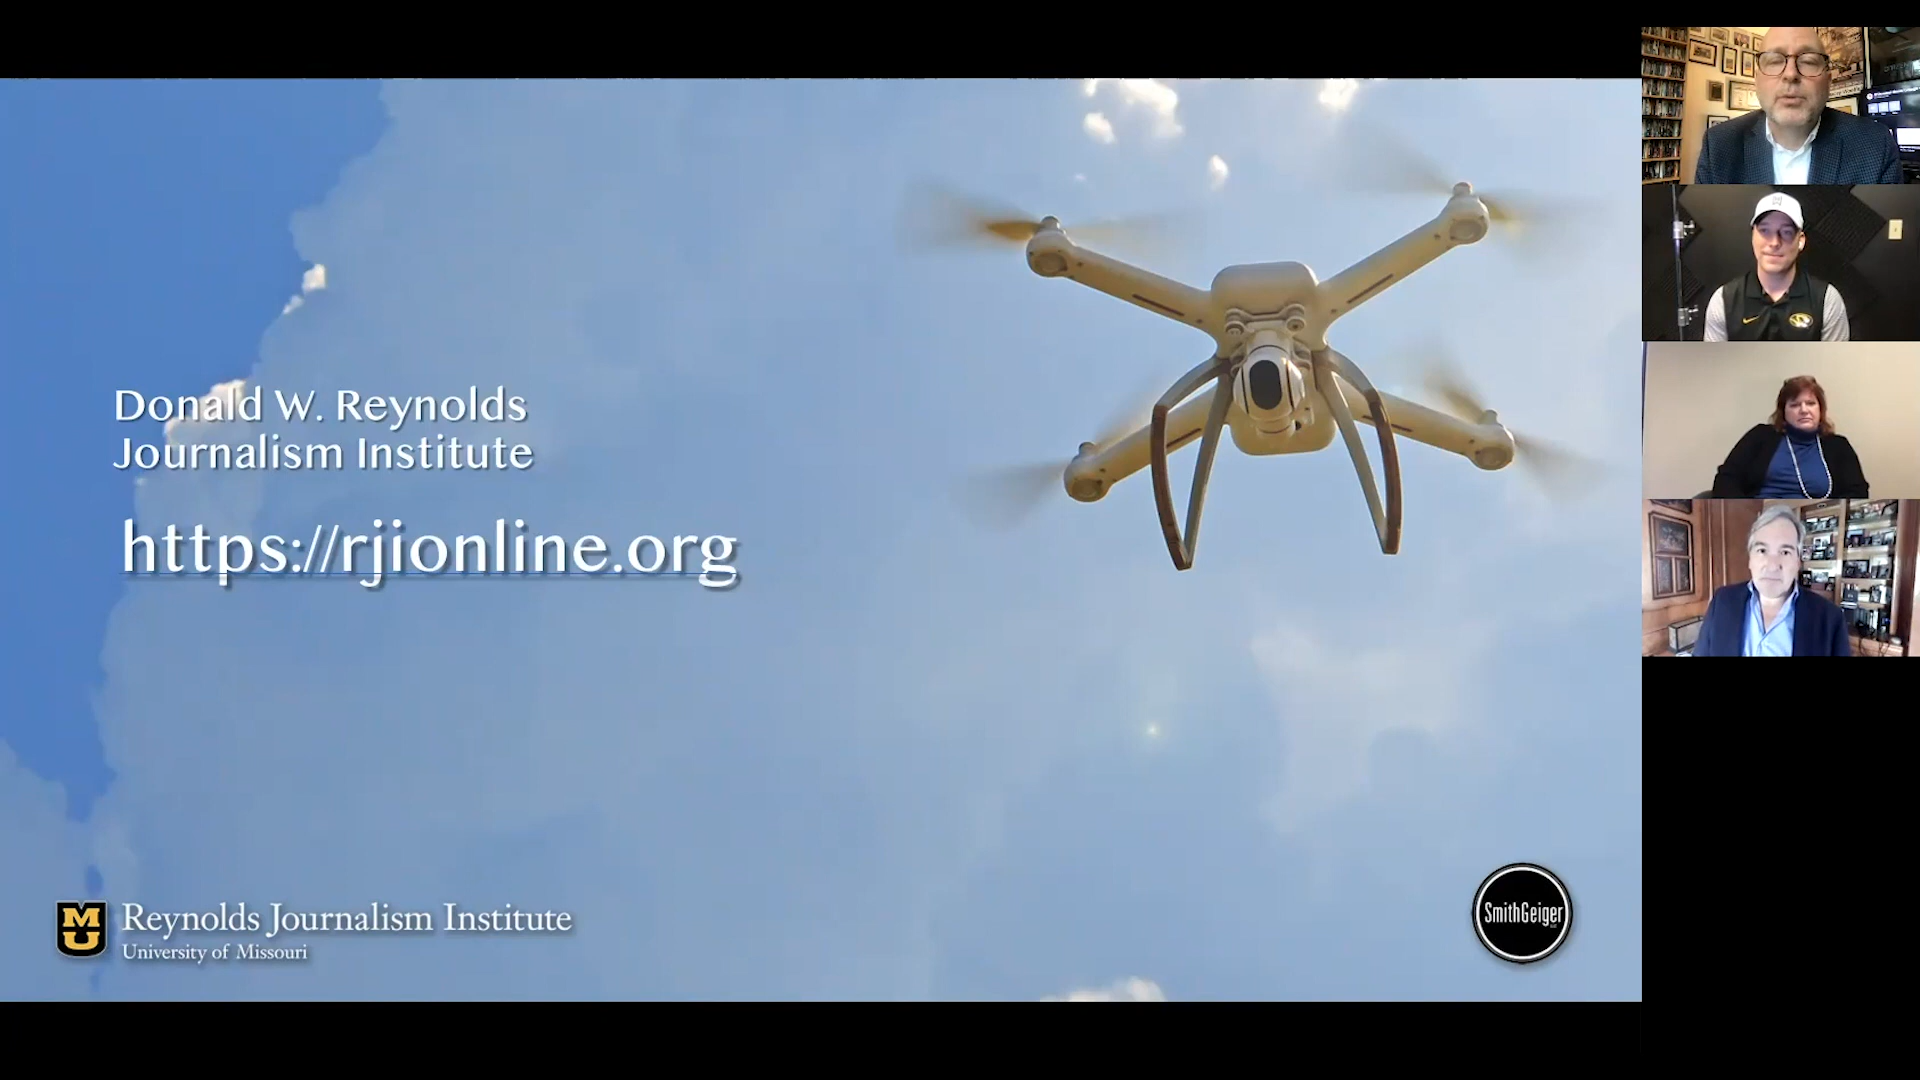 Donald W. Reynolds
Journalism Institute
https://rjionline.org
MU
Reynolds Journalism Institute
University of Missouri
SmithGeiger